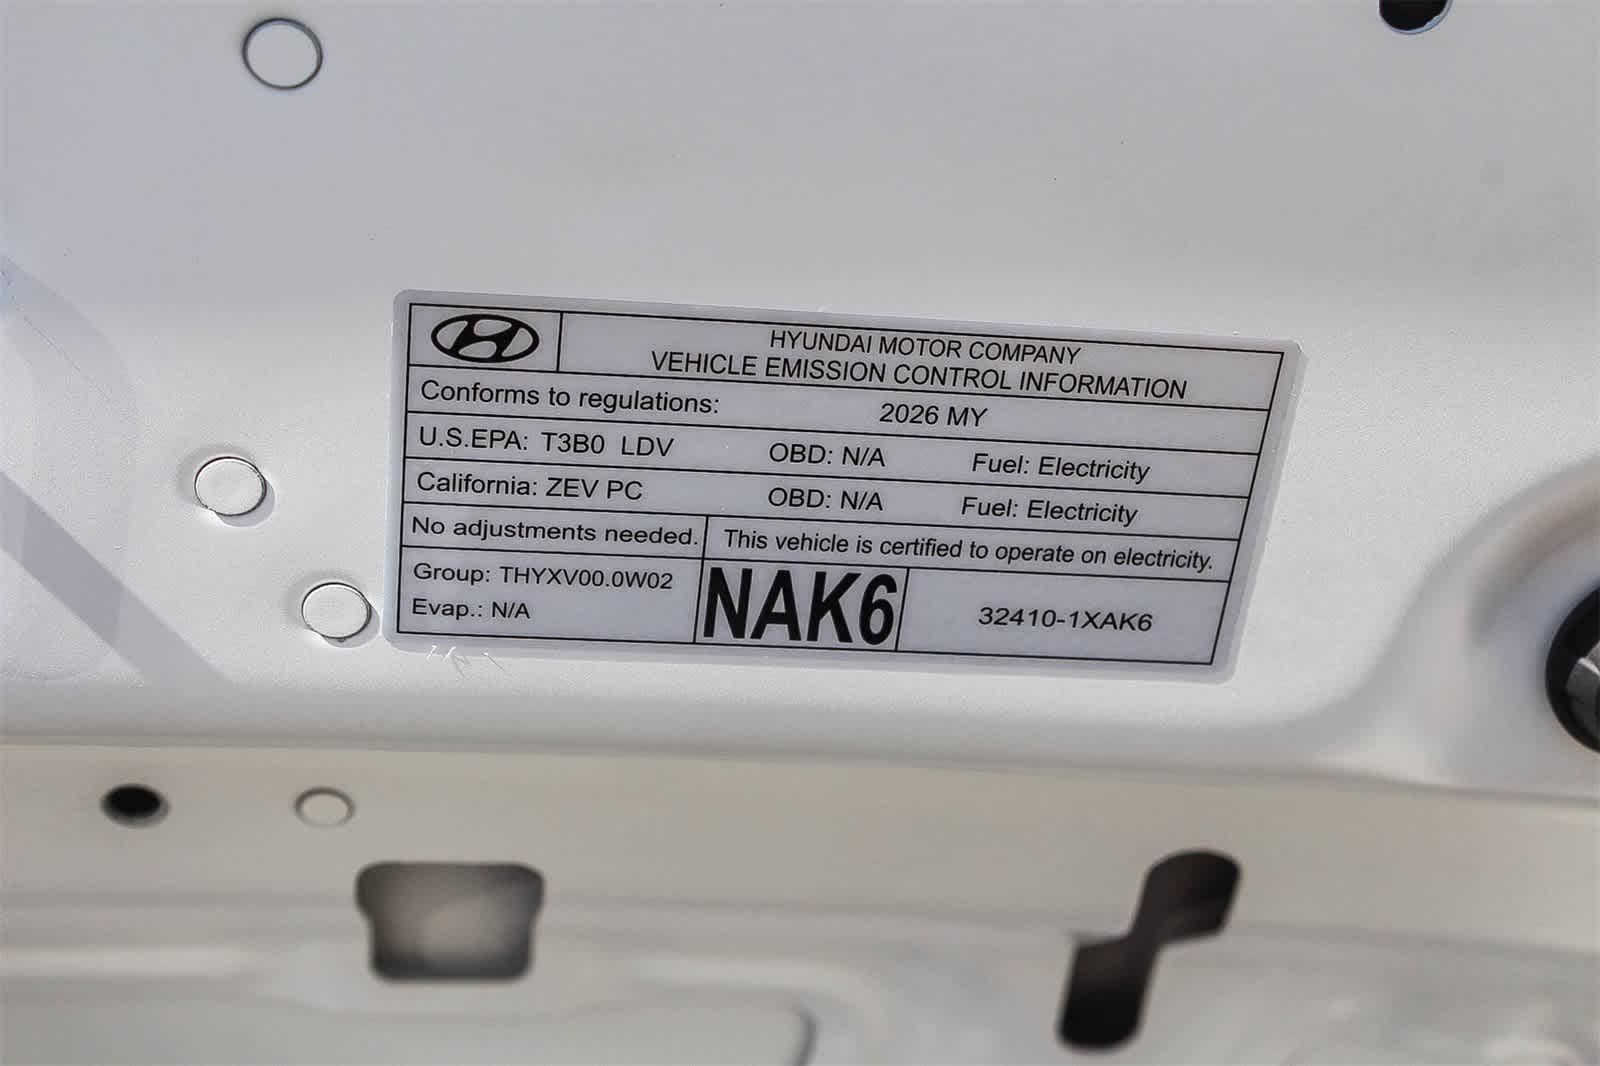 HYUNDAI MOTOR COMPANY
VEHICLE EMISSION CONTROL INFORMATION
Conforms to regulations: 2026 MY
U.S.EPA: T3B0 LDV OBD: N/A Fuel: Electricity
California: ZEV PC OBD: N/A Fuel: Electricity
No adjustments needed. This vehicle is certified to operate on electricity.
Group: THYXV00.0W02
Evap.: N/A
NAK6
32410-1XAK6